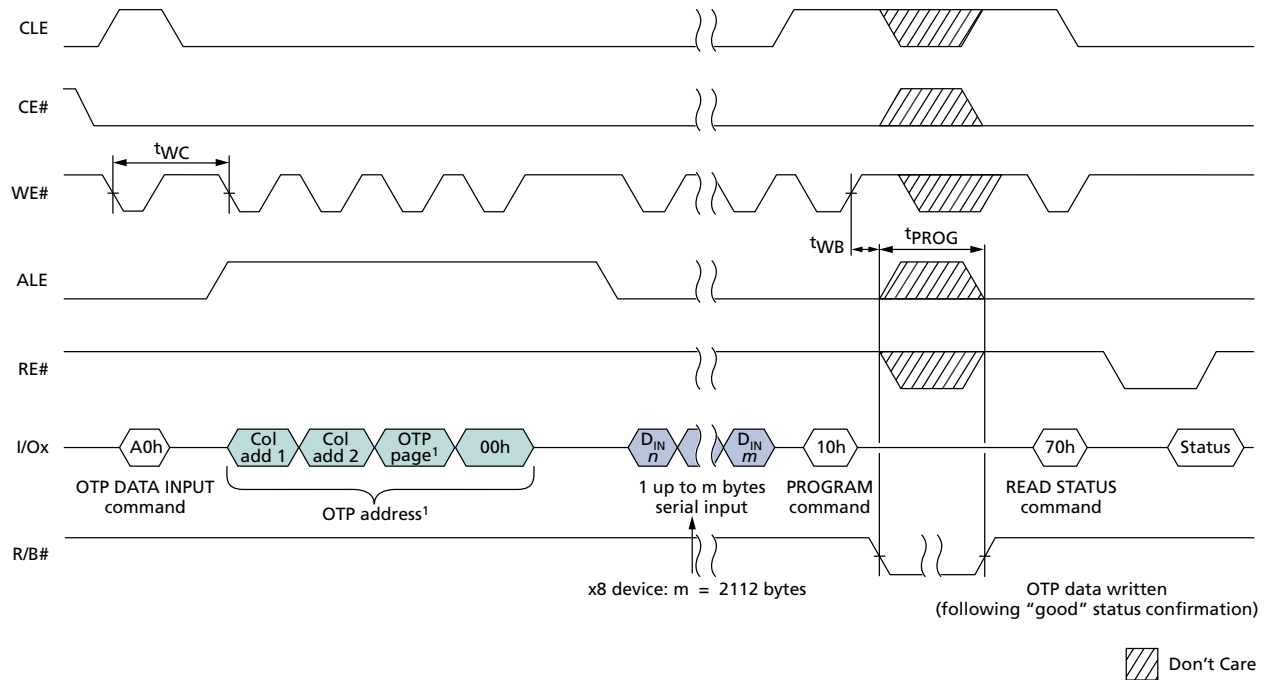 CLE
CE#
tWC
WE#
tWB
tPROG
ALE
RE#
I/Ox
A0h
Col
add 1
Col
add 2
OTP
page1
00h
DIN
n
DIN
m
10h
70h
Status
OTP DATA INPUT
command
OTP address1
1 up to m bytes
serial input
PROGRAM
command
READ STATUS
command
R/B#
x8 device: m = 2112 bytes
OTP data written
(following “good” status confirmation)
Don’t Care